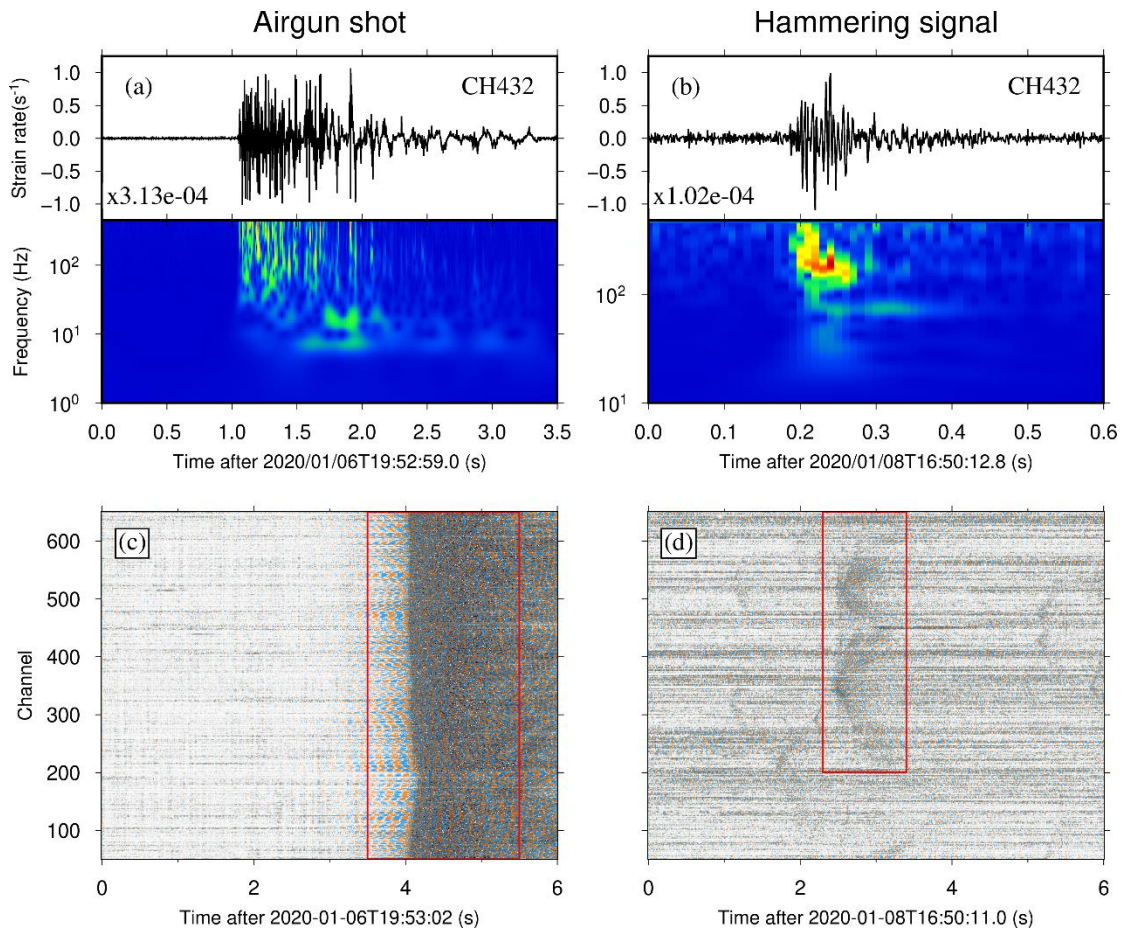 Airgun shot
Hammering signal
(a)
CH432
x3.13e-04
Strain rate(s⁻¹)
1.0
0.5
0.0
−0.5
−1.0
Frequency (Hz)
10²
10¹
10⁰
0.0 0.5 1.0 1.5 2.0 2.5 3.0 3.5
Time after 2020/01/06T19:52:59.0 (s)
(b)
CH432
x1.02e-04
1.0
0.5
0.0
−0.5
−1.0
10²
10¹
0.0 0.1 0.2 0.3 0.4 0.5 0.6
Time after 2020/01/08T16:50:12.8 (s)
(c)
Channel
600
500
400
300
200
100
0 2 4 6
Time after 2020-01-06T19:53:02 (s)
(d)
600
500
400
300
200
100
0 2 4 6
Time after 2020-01-08T16:50:11.0 (s)